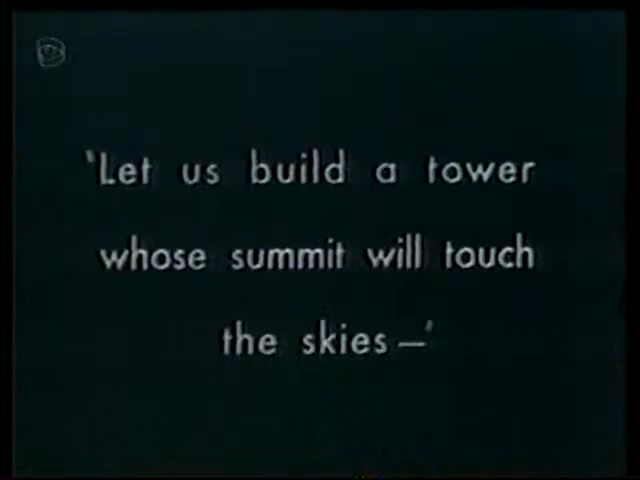 'Let us build a tower
whose summit will touch
the skies—'